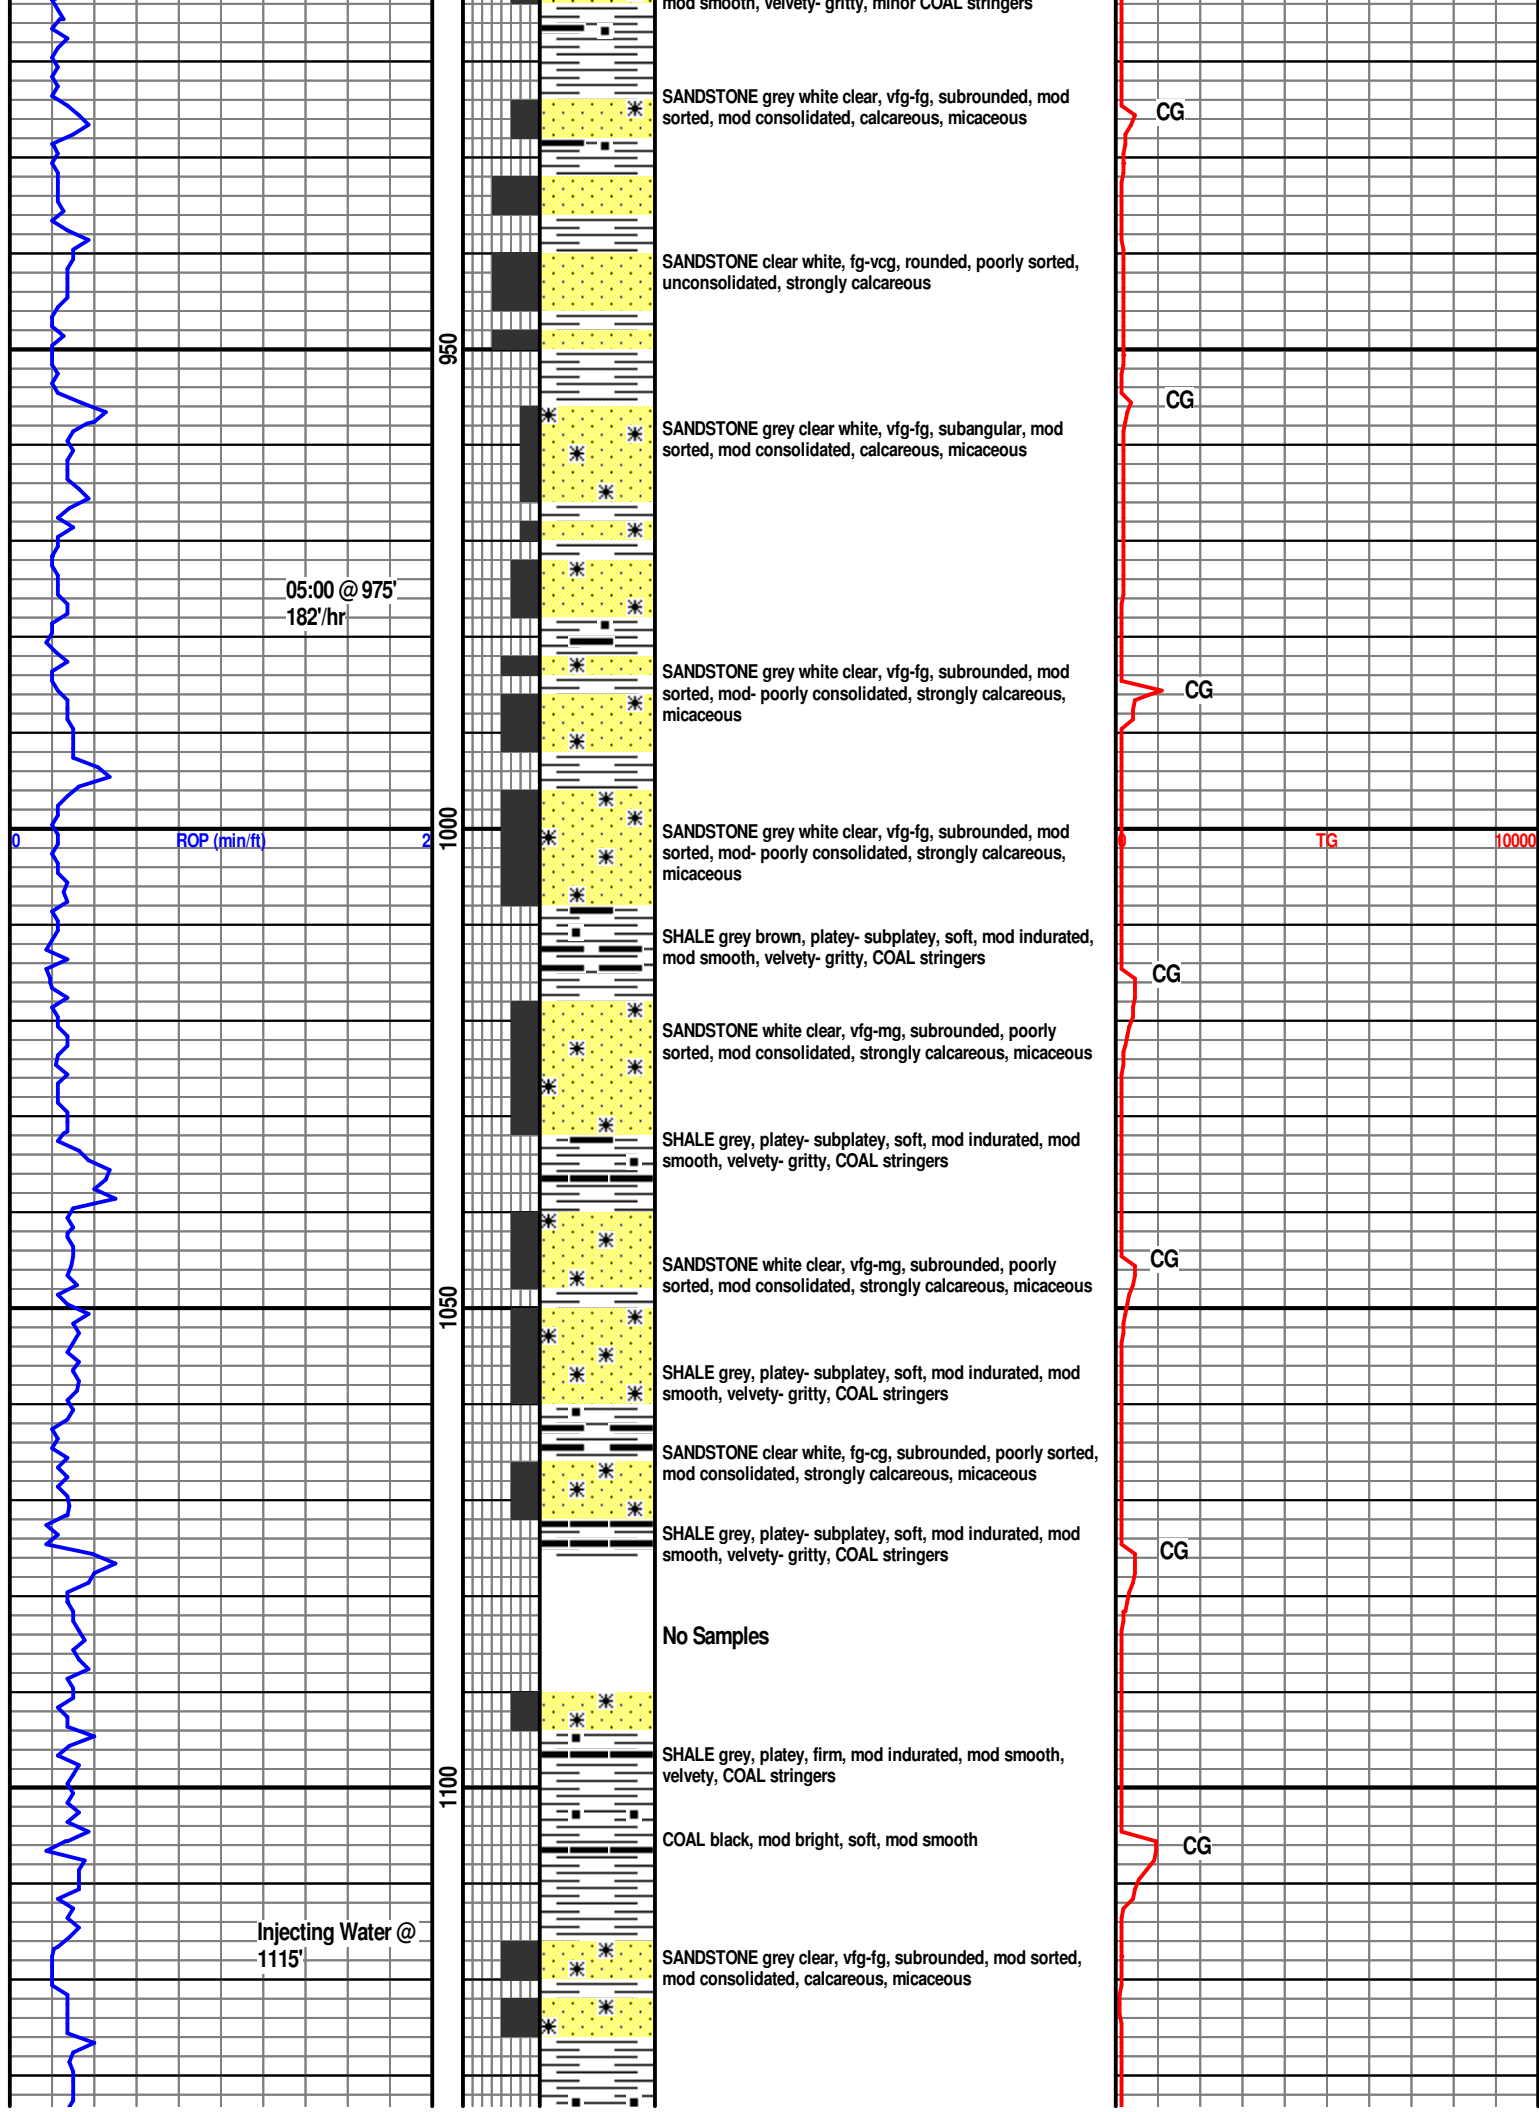 mod smooth, velvety- gritty, minor COAL stringers
SANDSTONE grey white clear, vfg-fg, subrounded, mod
sorted, mod consolidated, calcareous, micaceous
CG
SANDSTONE clear white, fg-vcg, rounded, poorly sorted,
unconsolidated, strongly calcareous
950
CG
SANDSTONE grey clear white, vfg-fg, subangular, mod
sorted, mod consolidated, calcareous, micaceous
05:00 @ 975'
182'/hr
SANDSTONE grey white clear, vfg-fg, subrounded, mod
sorted, mod- poorly consolidated, strongly calcareous,
micaceous
CG
1000
0 ROP (min/ft) 2
SANDSTONE grey white clear, vfg-fg, subrounded, mod
sorted, mod- poorly consolidated, strongly calcareous,
micaceous
0 TG 10000
SHALE grey brown, platey- subplatey, soft, mod indurated,
mod smooth, velvety- gritty, COAL stringers
CG
SANDSTONE white clear, vfg-mg, subrounded, poorly
sorted, mod consolidated, strongly calcareous, micaceous
SHALE grey, platey- subplatey, soft, mod indurated, mod
smooth, velvety- gritty, COAL stringers
SANDSTONE white clear, vfg-mg, subrounded, poorly
sorted, mod consolidated, strongly calcareous, micaceous
CG
1050
SHALE grey, platey- subplatey, soft, mod indurated, mod
smooth, velvety- gritty, COAL stringers
SANDSTONE clear white, fg-cg, subrounded, poorly sorted,
mod consolidated, strongly calcareous, micaceous
SHALE grey, platey- subplatey, soft, mod indurated, mod
smooth, velvety- gritty, COAL stringers
CG
No Samples
SHALE grey, platey, firm, mod indurated, mod smooth,
velvety, COAL stringers
1100
COAL black, mod bright, soft, mod smooth
CG
Injecting Water @
1115'
SANDSTONE grey clear, vfg-fg, subrounded, mod sorted,
mod consolidated, calcareous, micaceous